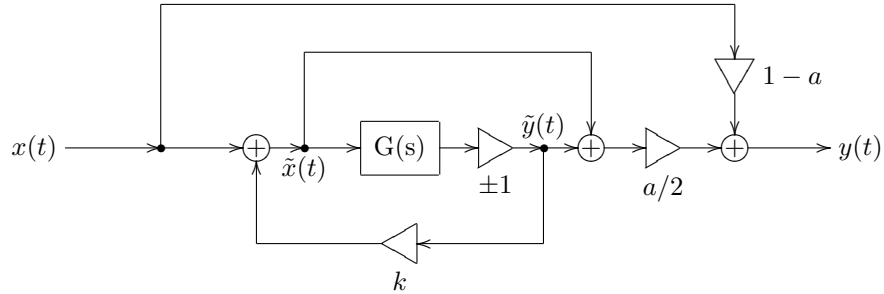 1 − a
x(t)
+
x̃(t)
G(s)
±1
ỹ(t)
+
a/2
+
y(t)
k